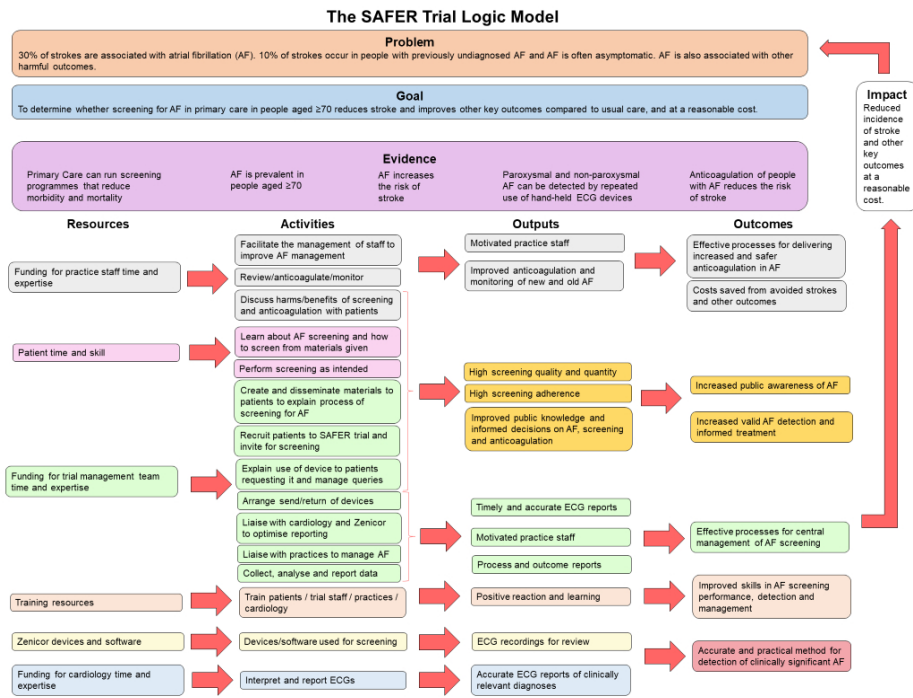 The SAFER Trial Logic Model
Problem
30% of strokes are associated with atrial fibrillation (AF). 10% of strokes occur in people with previously undiagnosed AF and AF is often asymptomatic. AF is also associated with other
harmful outcomes.
Goal
To determine whether screening for AF in primary care in people aged ≥70 reduces stroke and improves other key outcomes compared to usual care, and at a reasonable cost.
Impact
Reduced
incidence
of stroke
and other
key
outcomes
at a
reasonable
cost.
Evidence
Primary Care can run screening
programmes that reduce
morbidity and mortality
AF is prevalent in
people aged ≥70
AF increases
the risk of
stroke
Paroxysmal and non-paroxysmal
AF can be detected by repeated
use of hand-held ECG devices
Anticoagulation of people
with AF reduces the risk
of stroke
Resources
Activities
Outputs
Outcomes
Funding for practice staff time and
expertise
Facilitate the management of staff to
improve AF management
Review/anticoagulate/monitor
Discuss harms/benefits of screening
and anticoagulation with patients
Motivated practice staff
Improved anticoagulation and
monitoring of new and old AF
Effective processes for delivering
increased and safer
anticoagulation in AF
Costs saved from avoided strokes
and other outcomes
Patient time and skill
Learn about AF screening and how
to screen from materials given
Perform screening as intended
Create and disseminate materials to
patients to explain process of
screening for AF
Recruit patients to SAFER trial and
invite for screening
High screening quality and quantity
High screening adherence
Improved public knowledge and
informed decisions on AF, screening
and anticoagulation
Increased public awareness of AF
Increased valid AF detection and
informed treatment
Funding for trial management team
time and expertise
Explain use of device to patients
requesting it and manage queries
Arrange send/return of devices
Liaise with cardiology and Zenicor
to optimise reporting
Liaise with practices to manage AF
Collect, analyse and report data
Timely and accurate ECG reports
Motivated practice staff
Process and outcome reports
Effective processes for central
management of AF screening
Training resources
Train patients / trial staff / practices /
cardiology
Positive reaction and learning
Improved skills in AF screening
performance, detection and
management
Zenicor devices and software
Devices/software used for screening
ECG recordings for review
Accurate and practical method for
detection of clinically significant AF
Funding for cardiology time and
expertise
Interpret and report ECGs
Accurate ECG reports of clinically
relevant diagnoses